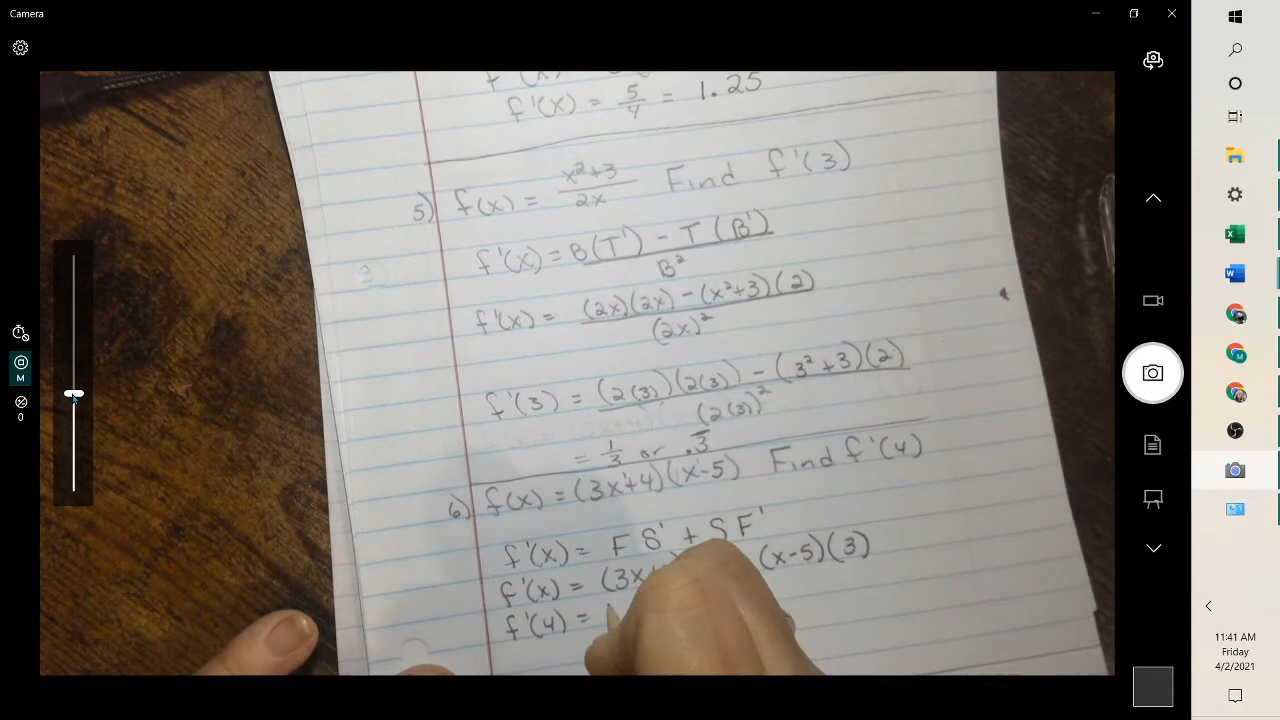 Camera
f'(x) = 5/4 = 1.25
5) f(x) = x²+3 / 2x Find f'(3)
f'(x) = B(T') - T(B') / B²
f'(x) = (2x)(2x) - (x²+3)(2) / (2x)²
f'(3) = (2(3))(2(3)) - (3²+3)(2) / (2(3))²
= 1/3 or .3̅
6) f(x) = (3x+4)(x-5) Find f'(4)
f'(x) = F S' + S F'
f'(x) = (3x (x-5)(3)
f'(4) =
M
0
11:41 AM
Friday
4/2/2021